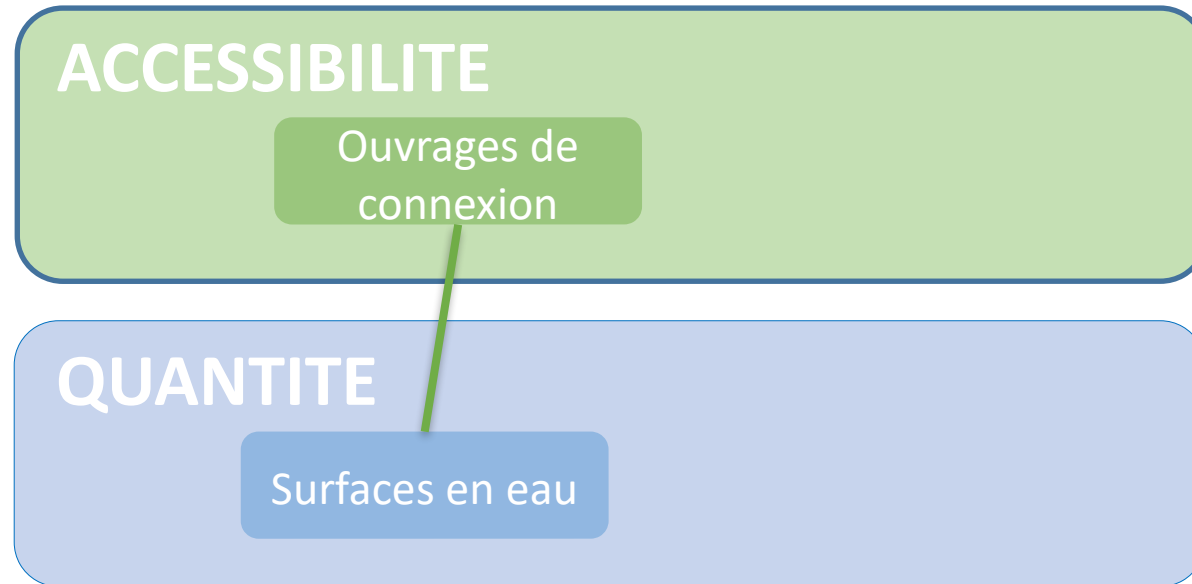 ACCESSIBILITE
Ouvrages de
connexion
QUANTITE
Surfaces en eau